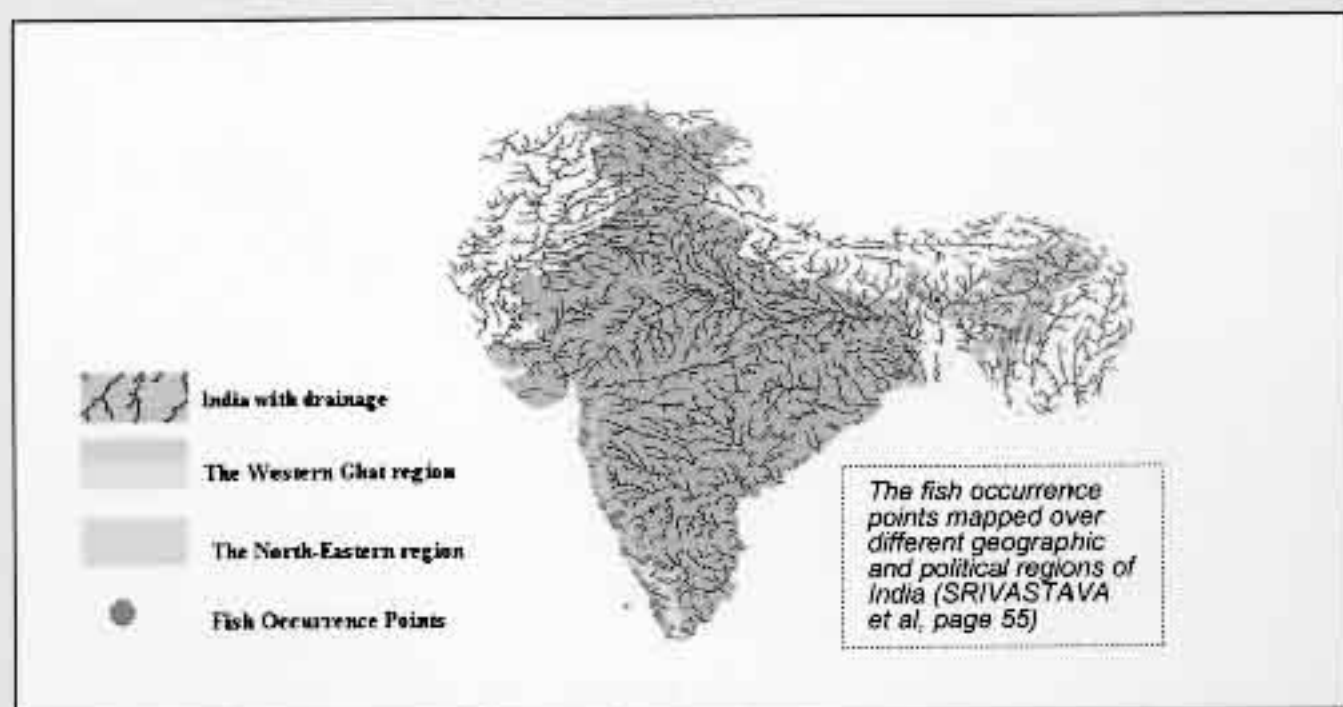 India with drainage
The Western Ghat region
The North-Eastern region
Fish Occurrence Points
The fish occurrence
points mapped over
different geographic
and political regions of
India (SRIVASTAVA
et al, page 55)